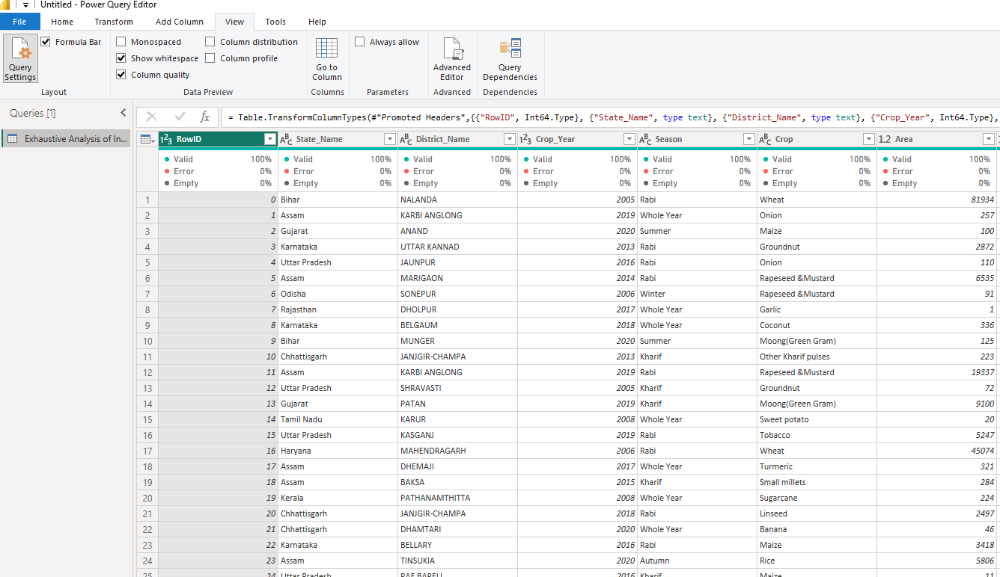 Untitled - Power Query Editor
File Home Transform Add Column View Tools Help
Query Settings
Formula Bar
Layout
Monospaced
Show whitespace
Column quality
Column distribution
Column profile
Data Preview
Go to Column
Columns
Always allow
Parameters
Advanced Editor
Advanced
Query Dependencies
Dependencies
Queries [1]
Exhaustive Analysis of In...
fx = Table.TransformColumnTypes(#"Promoted Headers",{{"RowID", Int64.Type}, {"State_Name", type text}, {"District_Name", type text}, {"Crop_Year", Int64.Type},
123 RowID ABC State_Name ABC District_Name 123 Crop_Year ABC Season ABC Crop 1.2 Area
Valid 100% Valid 100% Valid 100% Valid 100% Valid 100% Valid 100% Valid 100%
Error 0% Error 0% Error 0% Error 0% Error 0% Error 0% Error 0%
Empty 0% Empty 0% Empty 0% Empty 0% Empty 0% Empty 0% Empty 0%
1 0 Bihar NALANDA 2005 Rabi Wheat 81934
2 1 Assam KARBI ANGLONG 2019 Whole Year Onion 257
3 2 Gujarat ANAND 2020 Summer Maize 100
4 3 Karnataka UTTAR KANNAD 2013 Rabi Groundnut 2872
5 4 Uttar Pradesh JAUNPUR 2016 Rabi Onion 110
6 5 Assam MARIGAON 2014 Rabi Rapeseed &Mustard 6535
7 6 Odisha SONEPUR 2006 Winter Rapeseed &Mustard 91
8 7 Rajasthan DHOLPUR 2017 Whole Year Garlic 1
9 8 Karnataka BELGAUM 2018 Whole Year Coconut 336
10 9 Bihar MUNGER 2020 Summer Moong(Green Gram) 125
11 10 Chhattisgarh JANJGIR-CHAMPA 2013 Kharif Other Kharif pulses 223
12 11 Assam KARBI ANGLONG 2019 Rabi Rapeseed &Mustard 19337
13 12 Uttar Pradesh SHRAVASTI 2005 Kharif Groundnut 72
14 13 Gujarat PATAN 2019 Kharif Moong(Green Gram) 9100
15 14 Tamil Nadu KARUR 2008 Whole Year Sweet potato 20
16 15 Uttar Pradesh KASGANJ 2019 Rabi Tobacco 5247
17 16 Haryana MAHENDRAGARH 2006 Rabi Wheat 45074
18 17 Assam DHEMAJI 2017 Whole Year Turmeric 321
19 18 Assam BAKSA 2015 Kharif Small millets 284
20 19 Kerala PATHANAMTHITTA 2008 Whole Year Sugarcane 224
21 20 Chhattisgarh JANJGIR-CHAMPA 2018 Rabi Linseed 2497
22 21 Chhattisgarh DHAMTARI 2020 Whole Year Banana 46
23 22 Karnataka BELLARY 2016 Rabi Maize 3418
24 23 Assam TINSUKIA 2020 Autumn Rice 5806
25 24 Uttar Pradesh RAE BARELI 2016 Kharif Maize 11